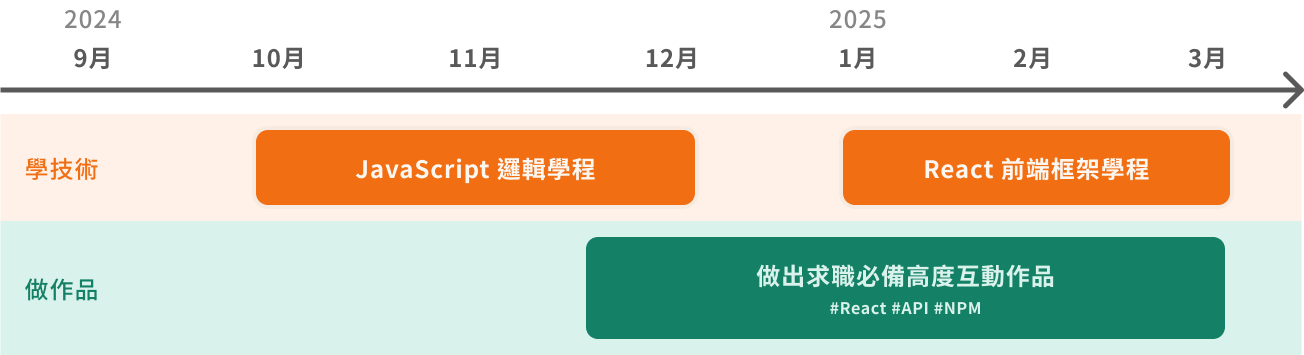 2024 2025
9月 10月 11月 12月 1月 2月 3月
學技術
JavaScript 邏輯學程
React 前端框架學程
做作品
做出求職必備高度互動作品
#React #API #NPM